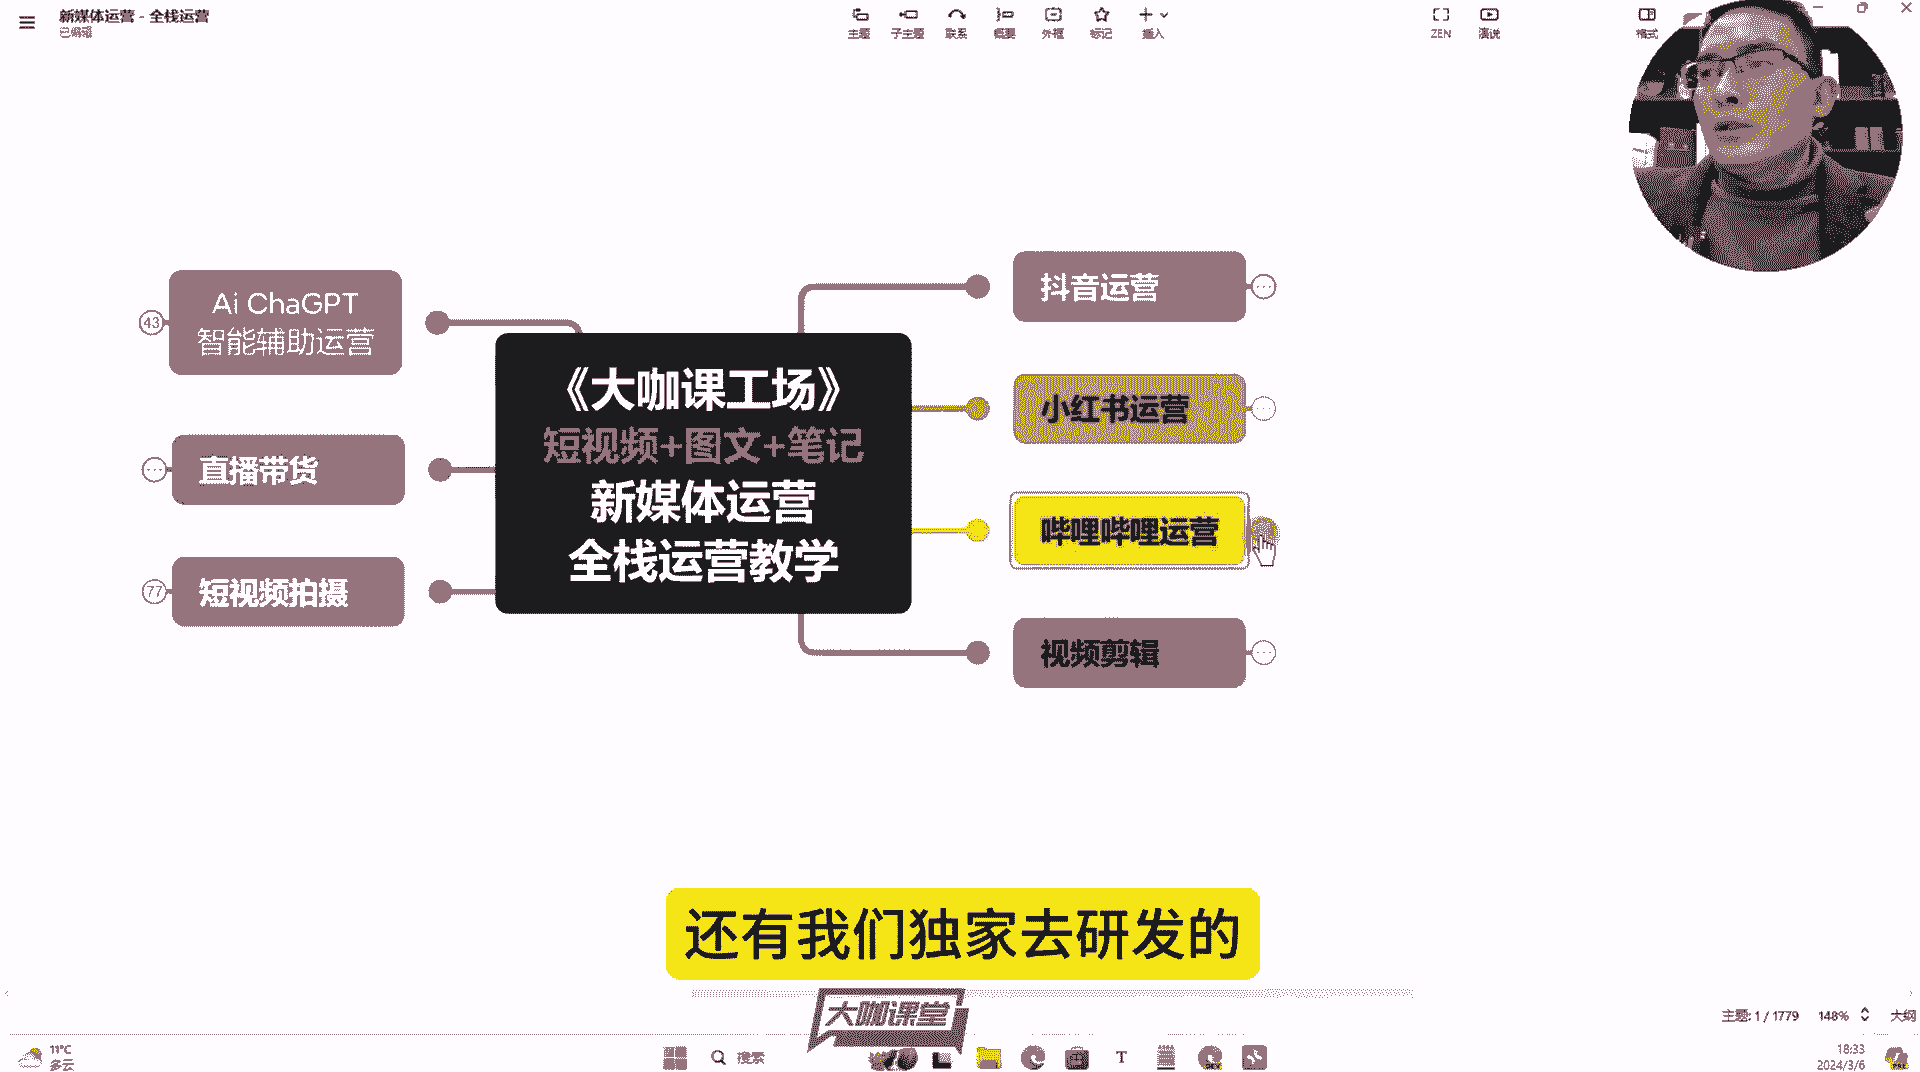 新媒体运营 - 全栈运营
已编辑
主题
子主题
联系
概要
外框
标记
插入
ZEN
演说
格式
Ai ChaGPT
智能辅助运营
43
直播带货
短视频拍摄
77
《大咖课工场》
短视频+图文+笔记
新媒体运营
全栈运营教学
抖音运营
小红书运营
哔哩哔哩运营
视频剪辑
还有我们独家去研发的
大咖课堂
主题: 1 / 1779
148%
大纲
11°C
多云
搜索
18:33
2024/3/6